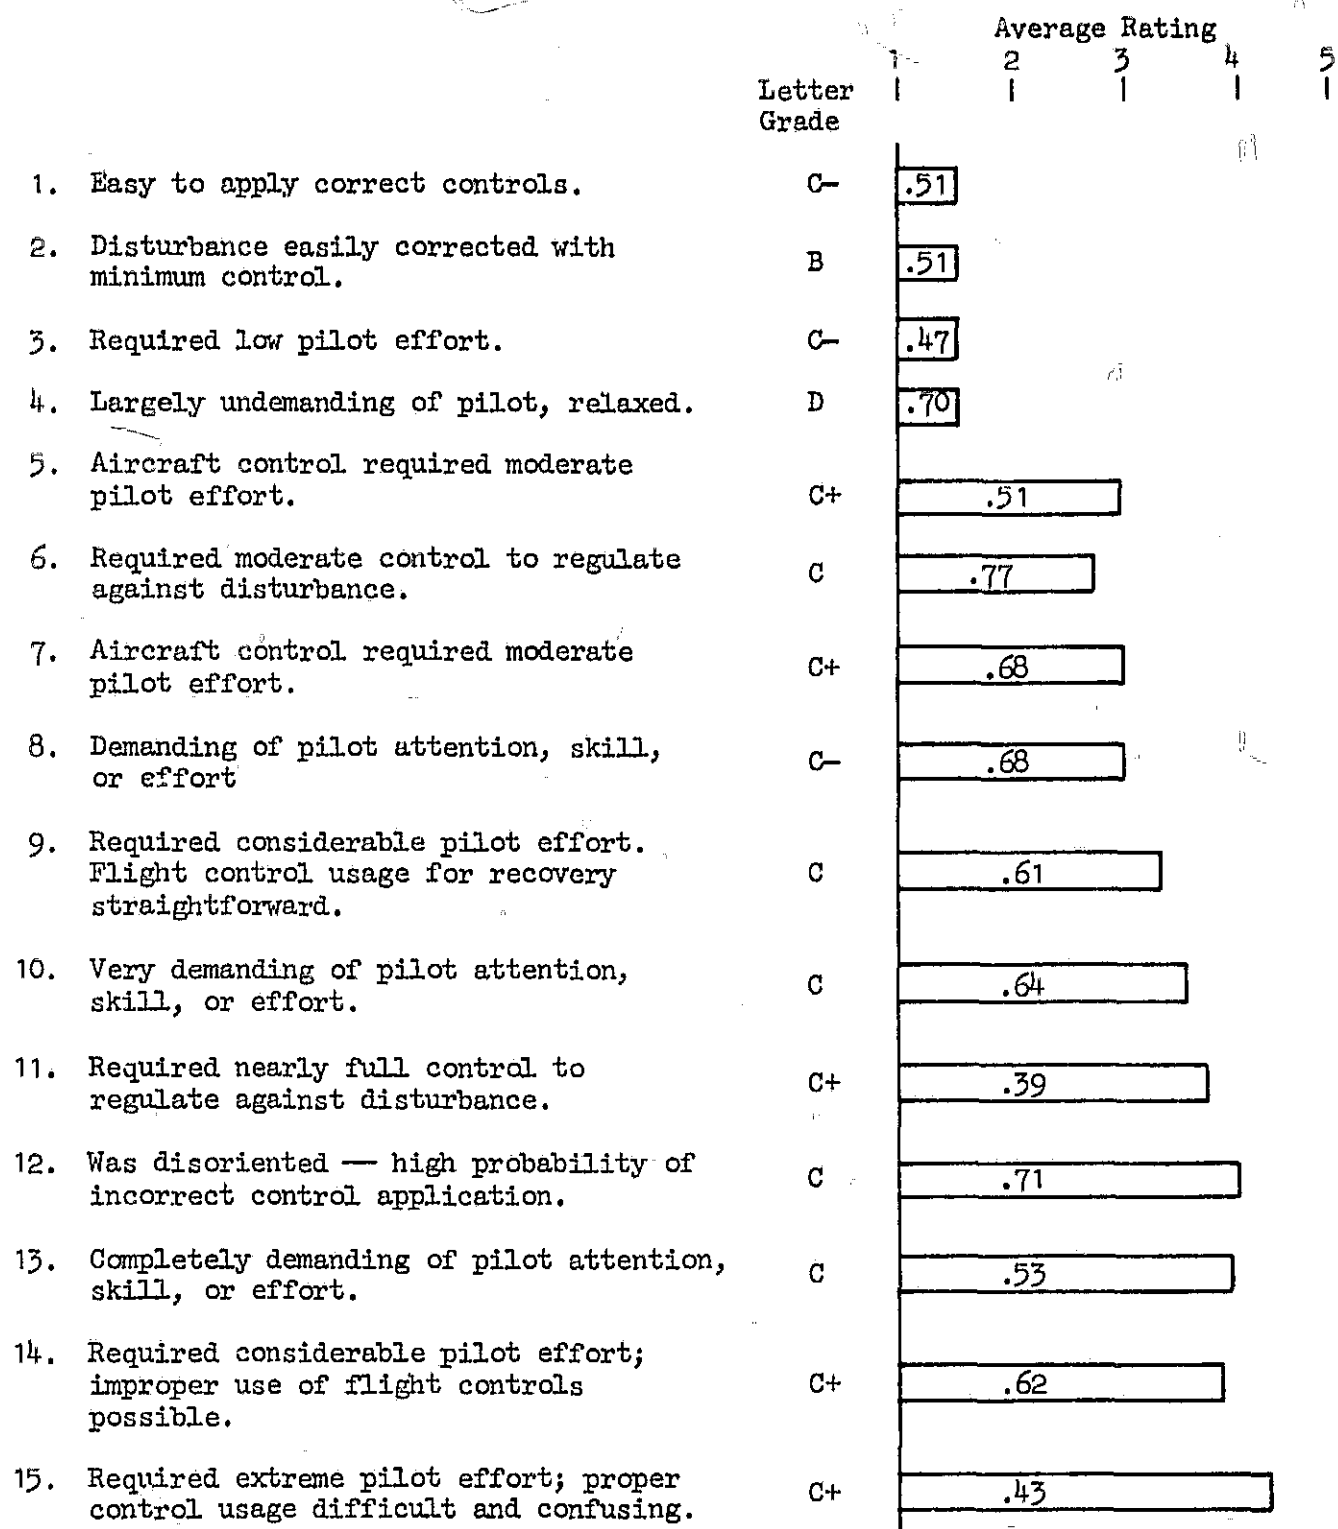 Average Rating
1 2 3 4 5
Letter
Grade
1. Easy to apply correct controls. C- .51
2. Disturbance easily corrected with
minimum control. B .51
3. Required low pilot effort. C- .47
4. Largely undemanding of pilot, relaxed. D .70
5. Aircraft control required moderate
pilot effort. C+ .51
6. Required moderate control to regulate
against disturbance. C .77
7. Aircraft control required moderate
pilot effort. C+ .68
8. Demanding of pilot attention, skill,
or effort C- .68
9. Required considerable pilot effort.
Flight control usage for recovery C .61
straightforward.
10. Very demanding of pilot attention,
skill, or effort. C .64
11. Required nearly full control to
regulate against disturbance. C+ .39
12. Was disoriented — high probability of
incorrect control application. C .71
13. Completely demanding of pilot attention,
skill, or effort. C .53
14. Required considerable pilot effort;
improper use of flight controls C+ .62
possible.
15. Required extreme pilot effort; proper
control usage difficult and confusing. C+ .43